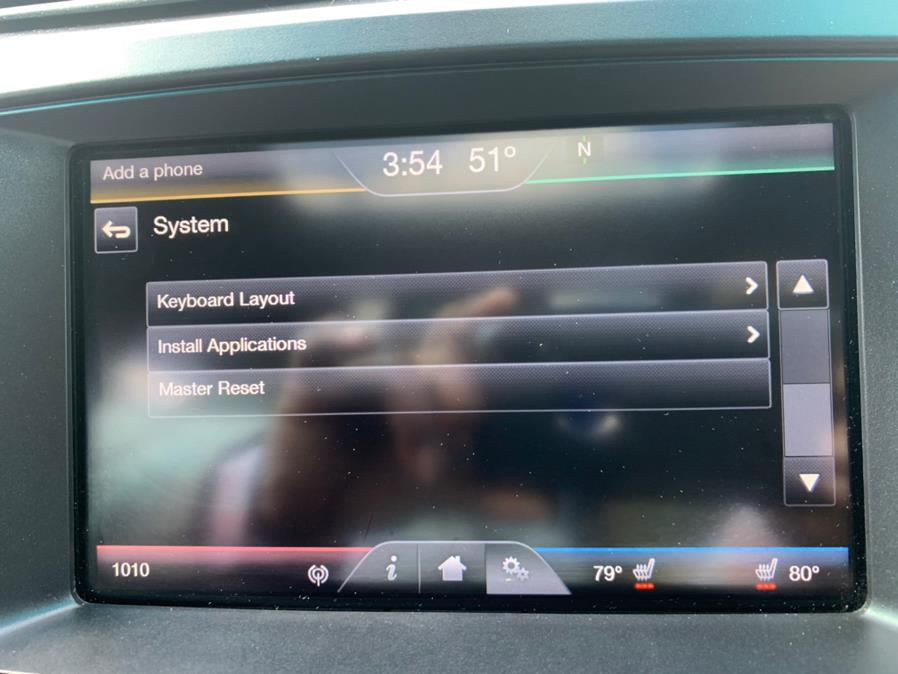 Add a phone
3:54 51° N
System
Keyboard Layout
Install Applications
Master Reset
1010 i 79° 80°